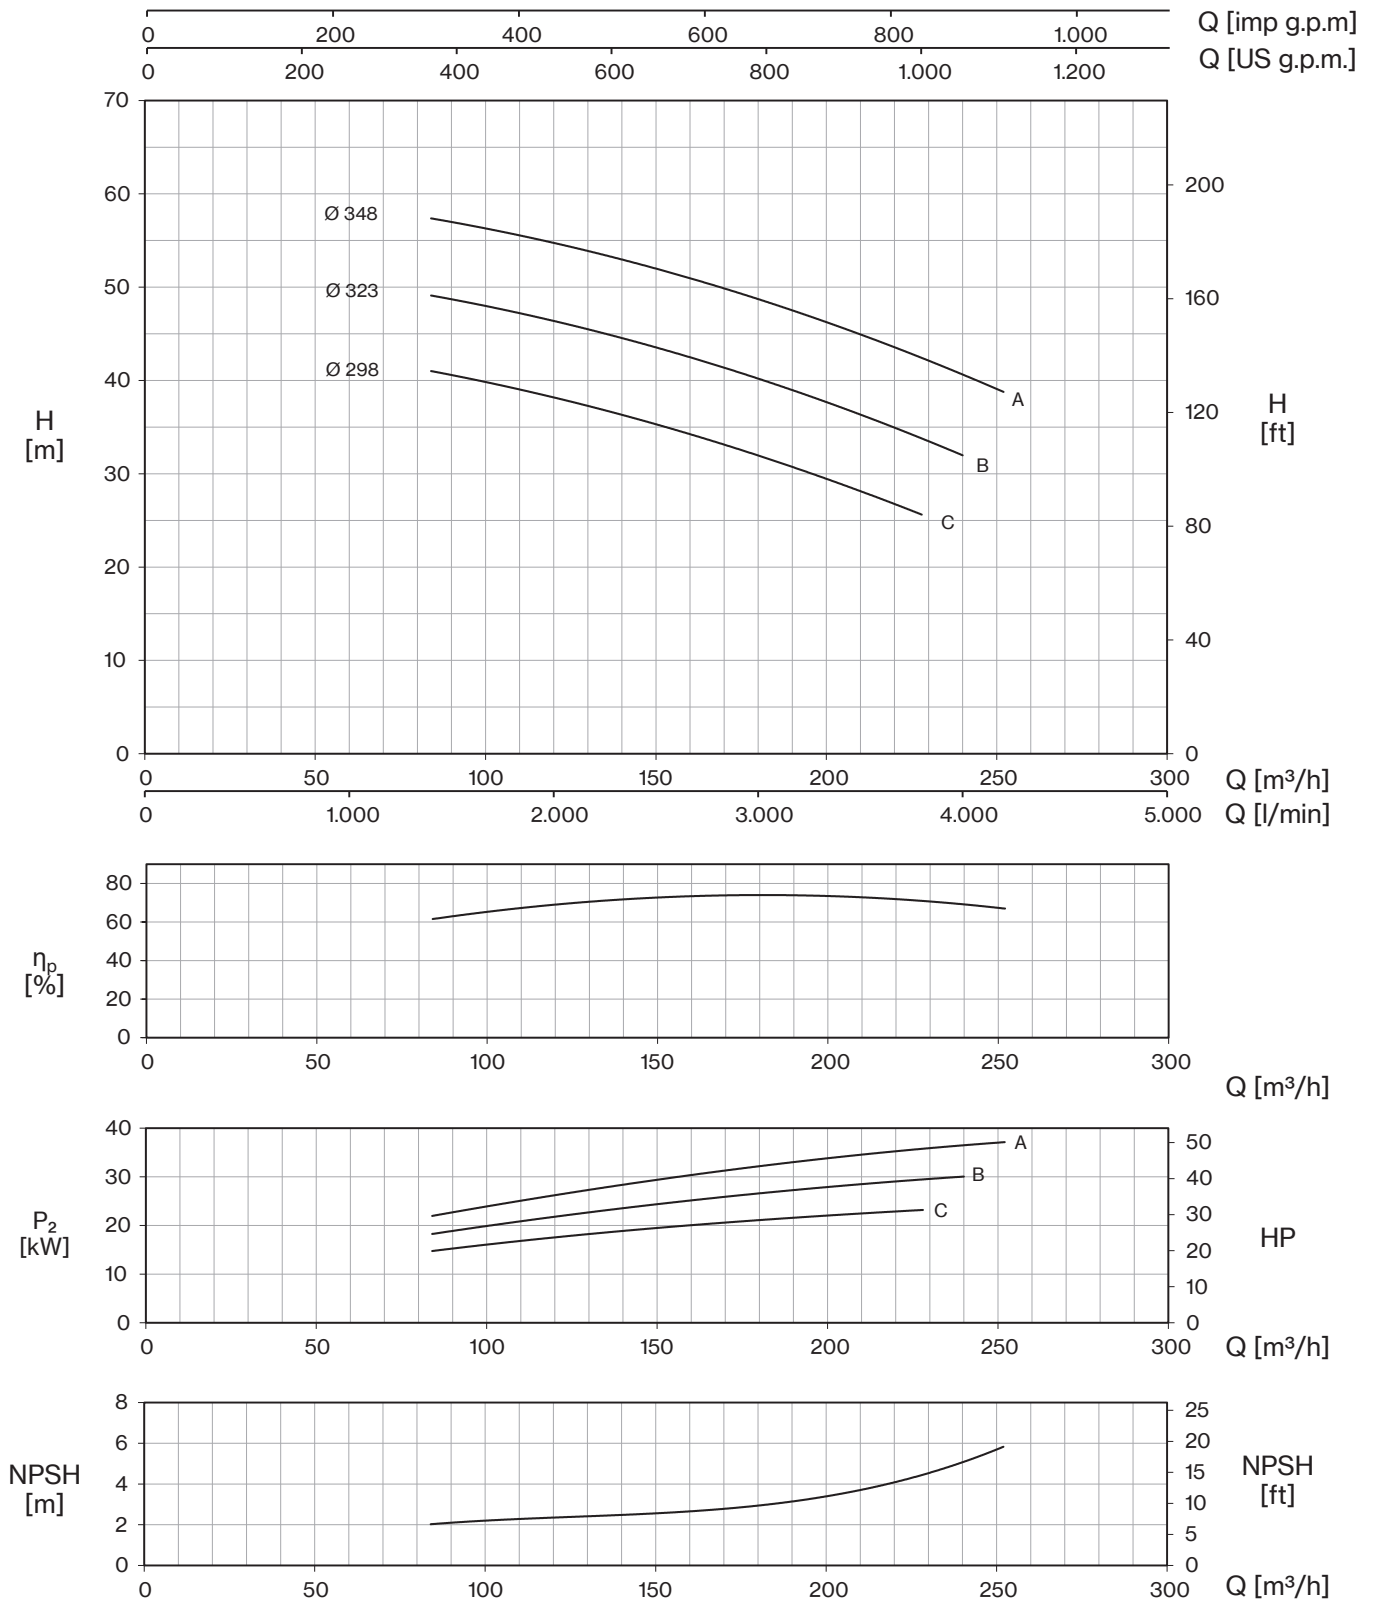 0 200 400 600 800 1.000 Q [imp g.p.m]
0 200 400 600 800 1.000 1.200 Q [US g.p.m.]
70
60 200
Ø 348
50 160
Ø 323
40
Ø 298
A
H
[m]
120
H
[ft]
30
B
C
80
20
40
10
0 0
0 50 100 150 200 250 300 Q [m³/h]
0 1.000 2.000 3.000 4.000 5.000 Q [l/min]
80
60
40
ηp
[%]
20
0
0 50 100 150 200 250 300
Q [m³/h]
40 50
A
30 40
B
C
P₂
[kW]
20 30
20
HP
10 10
0 0
0 50 100 150 200 250 300 Q [m³/h]
8 25
6 20
NPSH
[m]
4 15
10
NPSH
[ft]
2 5
0 0
0 50 100 150 200 250 300 Q [m³/h]